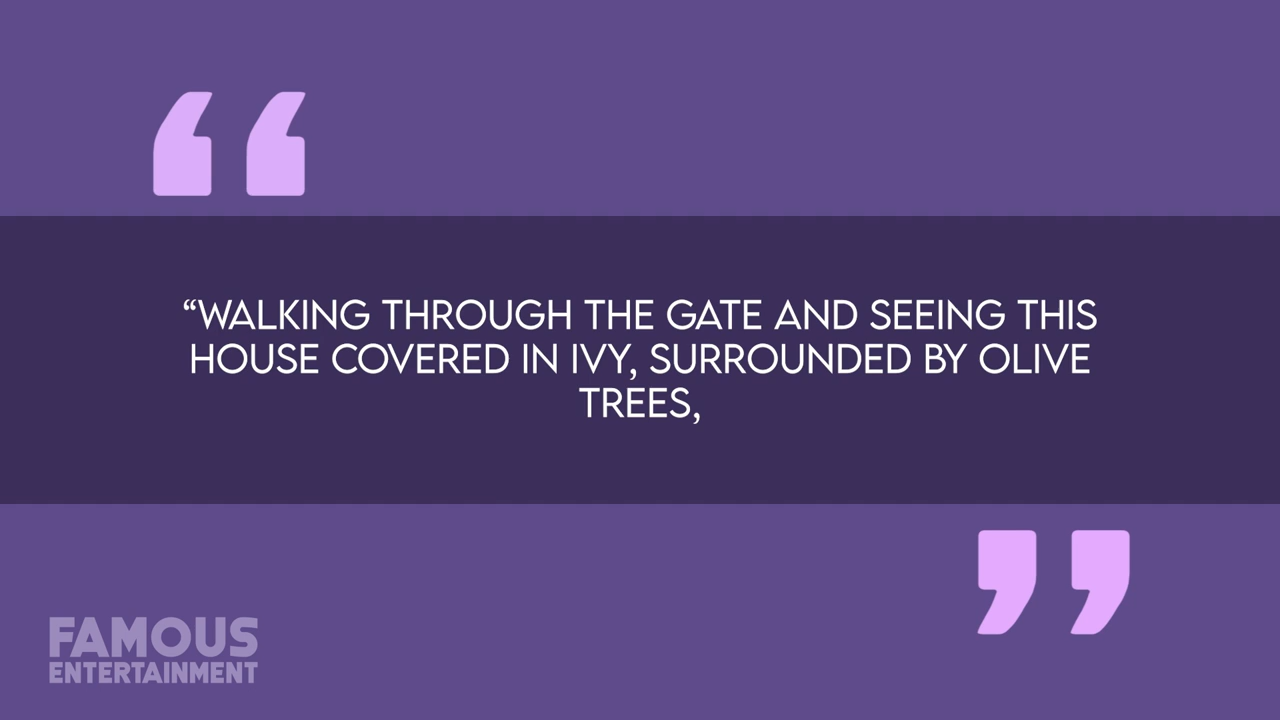 “WALKING THROUGH THE GATE AND SEEING THIS
HOUSE COVERED IN IVY, SURROUNDED BY OLIVE
TREES,
FAMOUS
ENTERTAINMENT